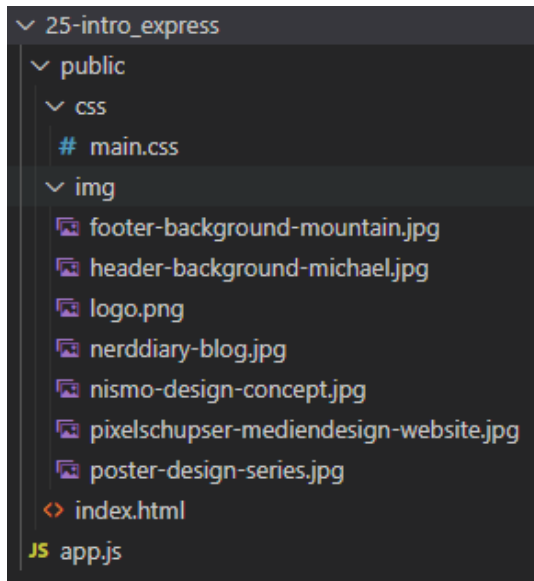 25-intro_express
public
css
# main.css
img
footer-background-mountain.jpg
header-background-michael.jpg
logo.png
nerddiary-blog.jpg
nismo-design-concept.jpg
pixelschupser-mediendesign-website.jpg
poster-design-series.jpg
<> index.html
JS app.js